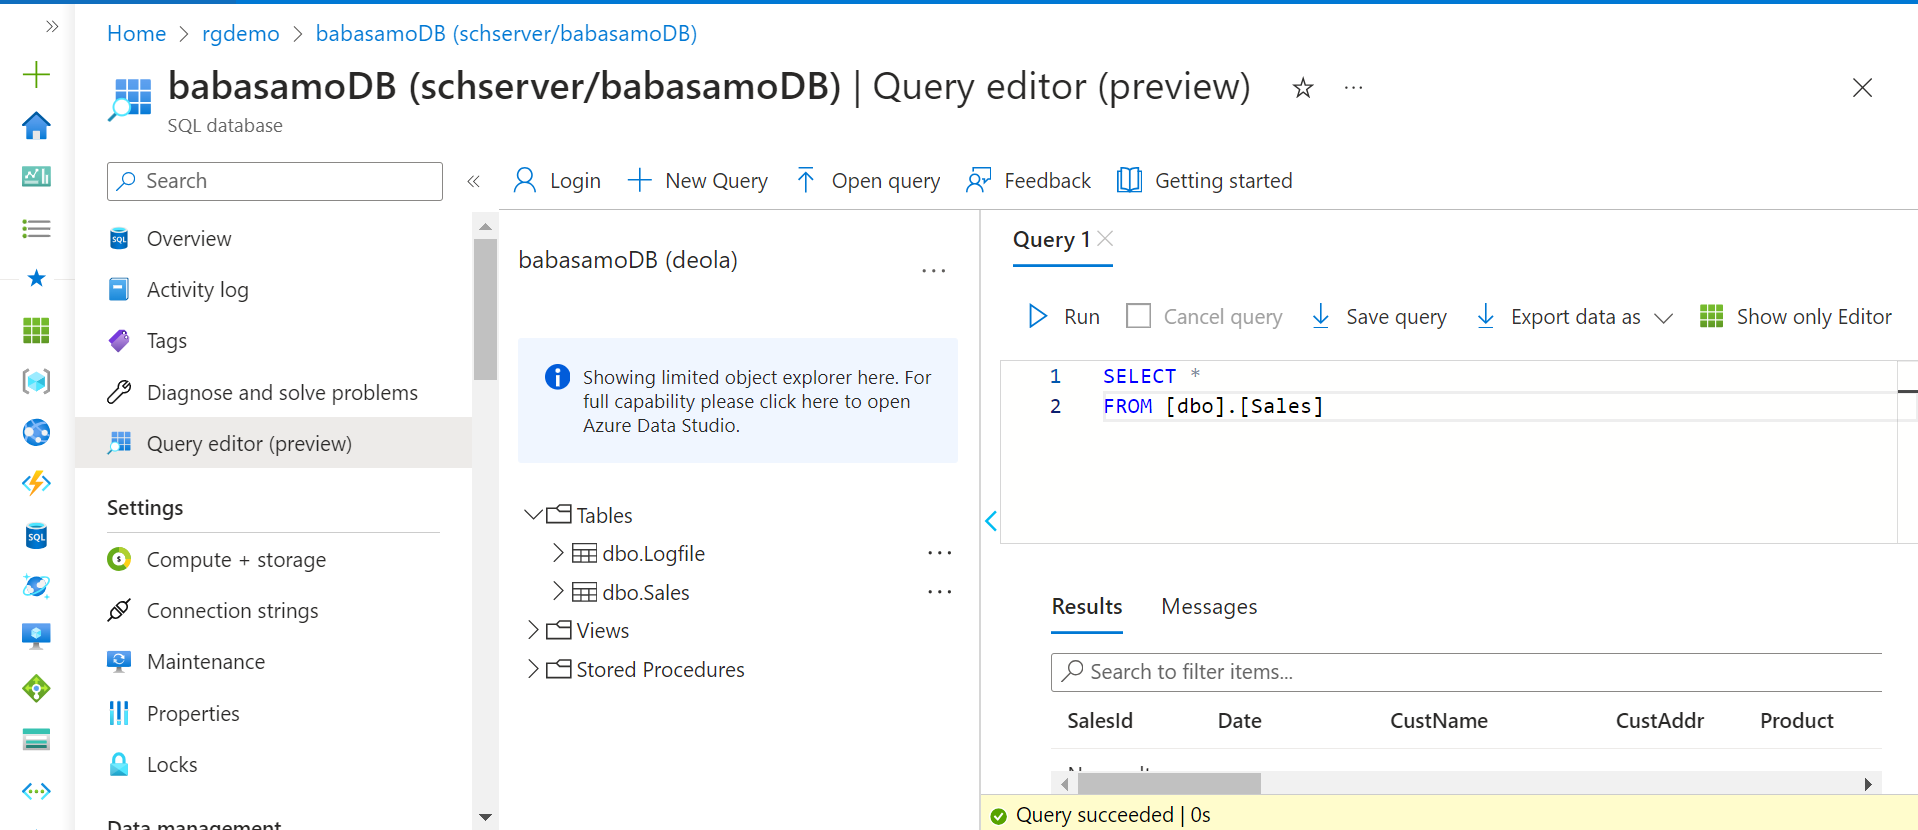 Home > rgdemo > babasamoDB (schserver/babasamoDB)
babasamoDB (schserver/babasamoDB) | Query editor (preview)
SQL database
Search
Overview
Activity log
Tags
Diagnose and solve problems
Query editor (preview)
Settings
Compute + storage
Connection strings
Maintenance
Properties
Locks
Data management
Login
New Query
Open query
Feedback
Getting started
babasamoDB (deola)
Showing limited object explorer here. For
full capability please click here to open
Azure Data Studio.
Tables
dbo.Logfile
dbo.Sales
Views
Stored Procedures
Query 1
Run
Cancel query
Save query
Export data as
Show only Editor
1 SELECT *
2 FROM [dbo].[Sales]
Results
Messages
Search to filter items...
SalesId Date CustName CustAddr Product
Query succeeded | 0s